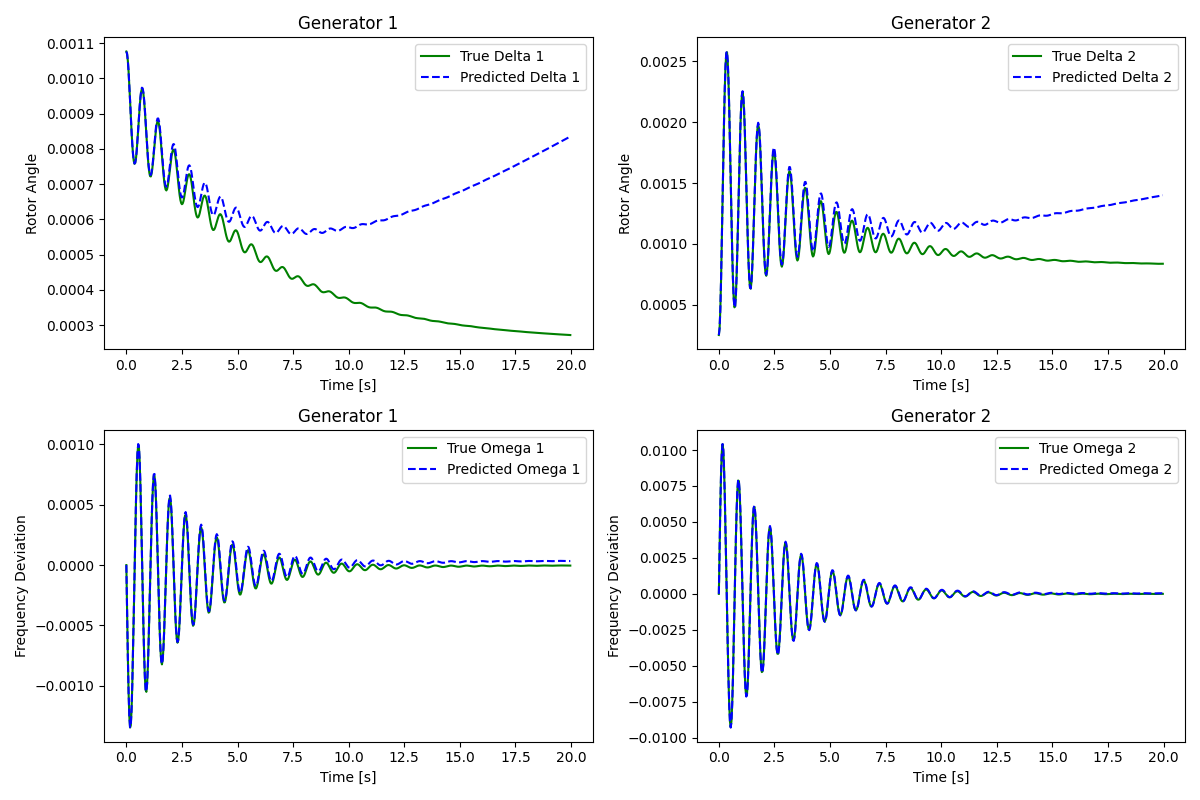 Generator 1
Rotor Angle
0.0011
0.0010
0.0009
0.0008
0.0007
0.0006
0.0005
0.0004
0.0003
True Delta 1
Predicted Delta 1
0.0 2.5 5.0 7.5 10.0 12.5 15.0 17.5 20.0
Time [s]
Generator 2
Rotor Angle
0.0025
0.0020
0.0015
0.0010
0.0005
True Delta 2
Predicted Delta 2
0.0 2.5 5.0 7.5 10.0 12.5 15.0 17.5 20.0
Time [s]
Generator 1
Frequency Deviation
0.0010
0.0005
0.0000
−0.0005
−0.0010
True Omega 1
Predicted Omega 1
0.0 2.5 5.0 7.5 10.0 12.5 15.0 17.5 20.0
Time [s]
Generator 2
Frequency Deviation
0.0100
0.0075
0.0050
0.0025
0.0000
−0.0025
−0.0050
−0.0075
−0.0100
True Omega 2
Predicted Omega 2
0.0 2.5 5.0 7.5 10.0 12.5 15.0 17.5 20.0
Time [s]